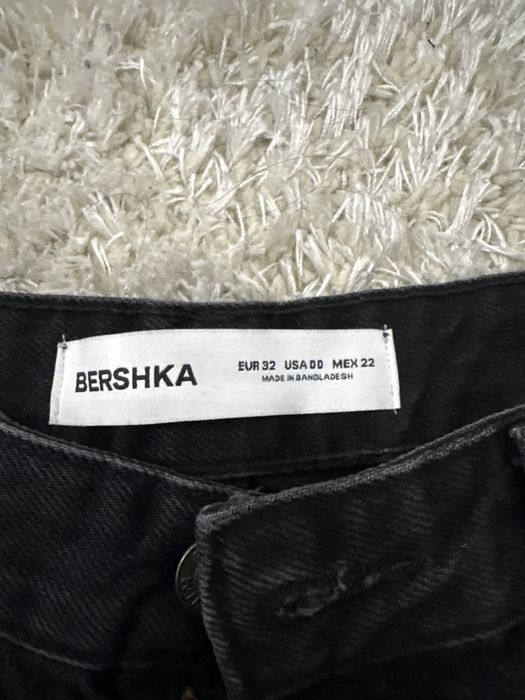 BERSHKA
EUR 32 USA 00 MEX 22
MADE IN BANGLADESH